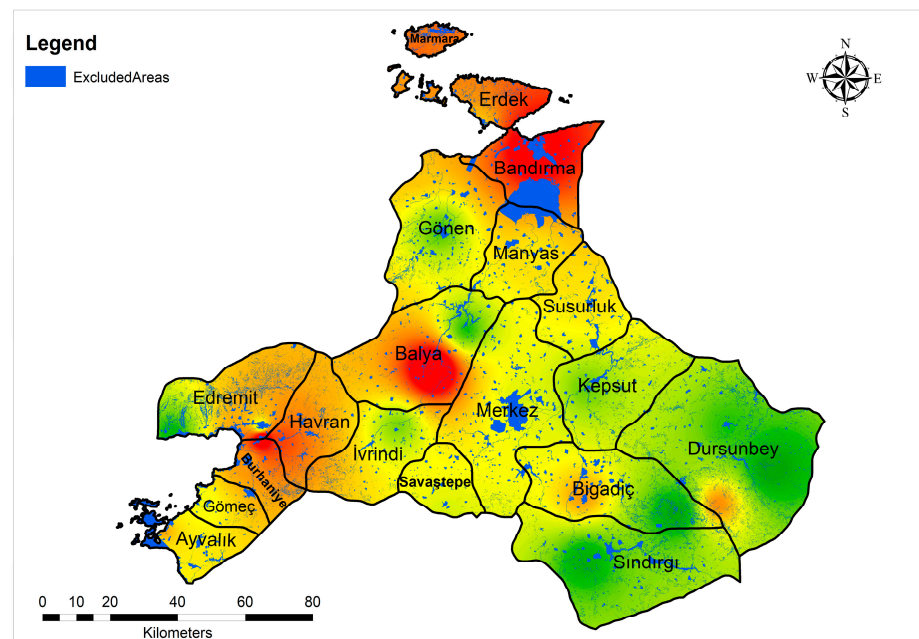 Legend
ExcludedAreas
N
W
E
S
Marmara
Erdek
Bandırma
Gönen
Manyas
Susurluk
Balya
Kepsut
Edremit
Havran
Merkez
İvrindi
Dursunbey
Burhaniye
Savaştepe
Bigadiç
Gömeç
Ayvalık
Sındırgı
0 10 20 40 60 80
Kilometers